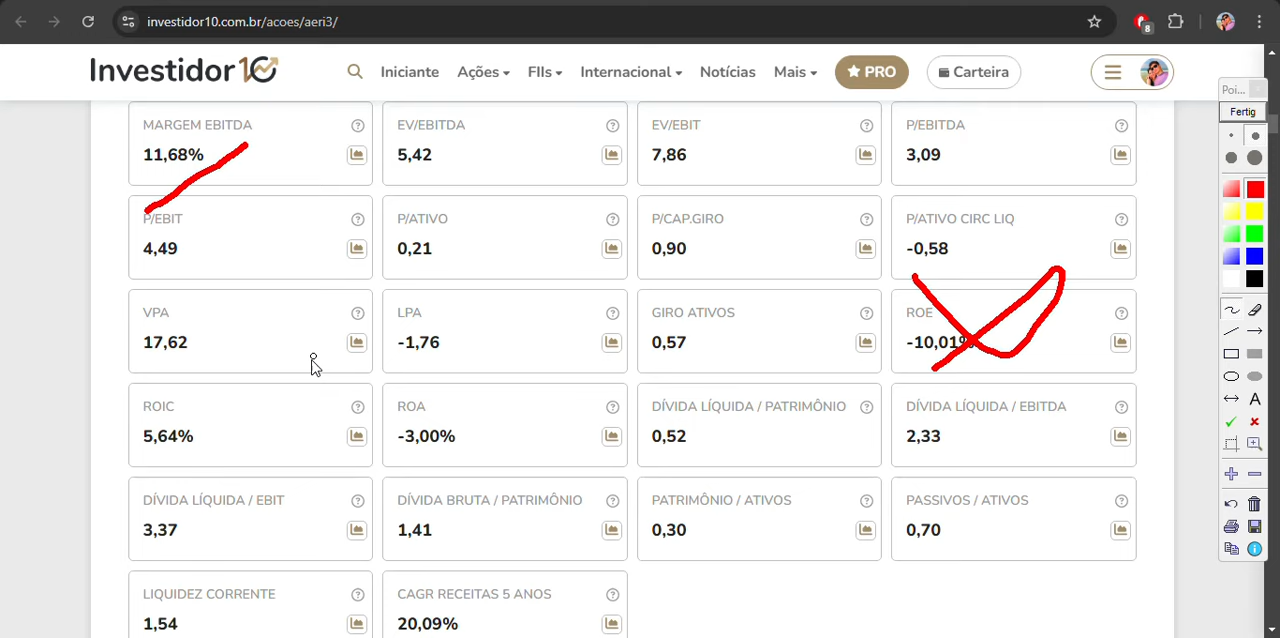 investidor10.com.br/acoes/aeri3/
8
Investidor10
Iniciante Ações FIIs Internacional Notícias Mais PRO Carteira
Poi...
Fertig
MARGEM EBITDA EV/EBITDA EV/EBIT P/EBITDA
11,68% 5,42 7,86 3,09
P/EBIT P/ATIVO P/CAP.GIRO P/ATIVO CIRC LIQ
4,49 0,21 0,90 -0,58
VPA LPA GIRO ATIVOS ROE
17,62 -1,76 0,57 -10,01%
ROIC ROA DÍVIDA LÍQUIDA / PATRIMÔNIO DÍVIDA LÍQUIDA / EBITDA
5,64% -3,00% 0,52 2,33
DÍVIDA LÍQUIDA / EBIT DÍVIDA BRUTA / PATRIMÔNIO PATRIMÔNIO / ATIVOS PASSIVOS / ATIVOS
3,37 1,41 0,30 0,70
LIQUIDEZ CORRENTE CAGR RECEITAS 5 ANOS
1,54 20,09%